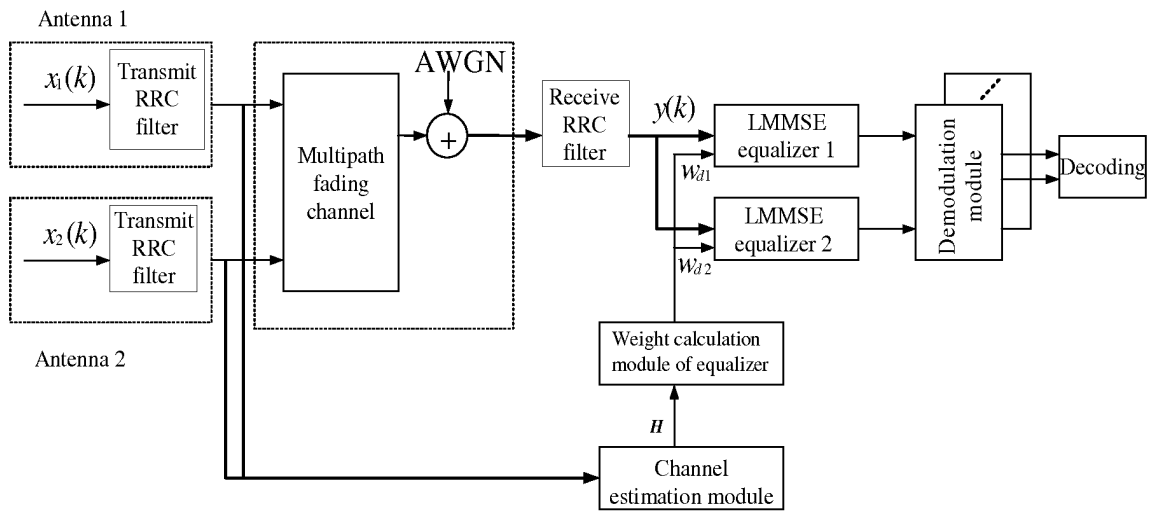 Antenna 1
x1(k)
Transmit
RRC
filter
AWGN
+
Multipath
fading
channel
Receive
RRC
filter
y(k)
LMMSE
equalizer 1
wd1
Demodulation
module
Decoding
x2(k)
Transmit
RRC
filter
LMMSE
equalizer 2
wd2
Antenna 2
Weight calculation
module of equalizer
H
Channel
estimation module